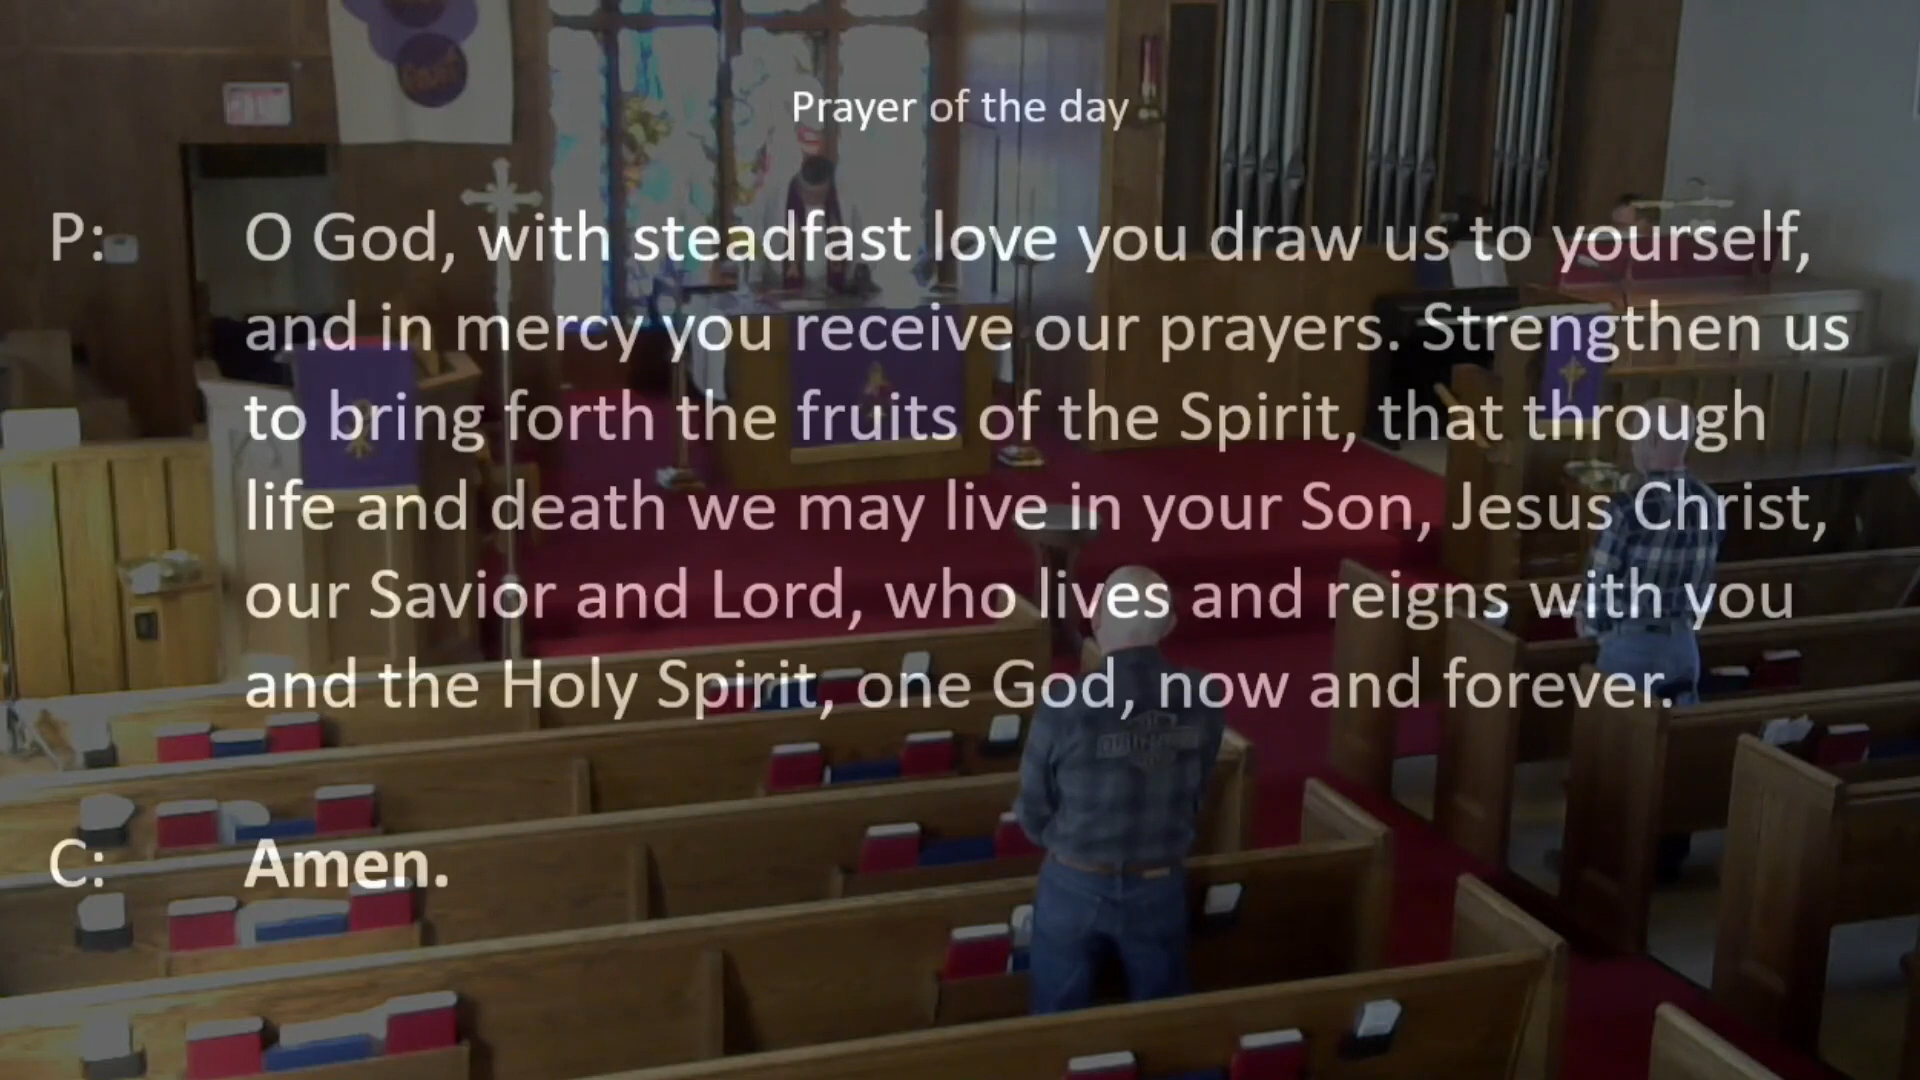 Prayer of the day
P: O God, with steadfast love you draw us to yourself,
and in mercy you receive our prayers. Strengthen us
to bring forth the fruits of the Spirit, that through
life and death we may live in your Son, Jesus Christ,
our Savior and Lord, who lives and reigns with you
and the Holy Spirit, one God, now and forever.
C: Amen.